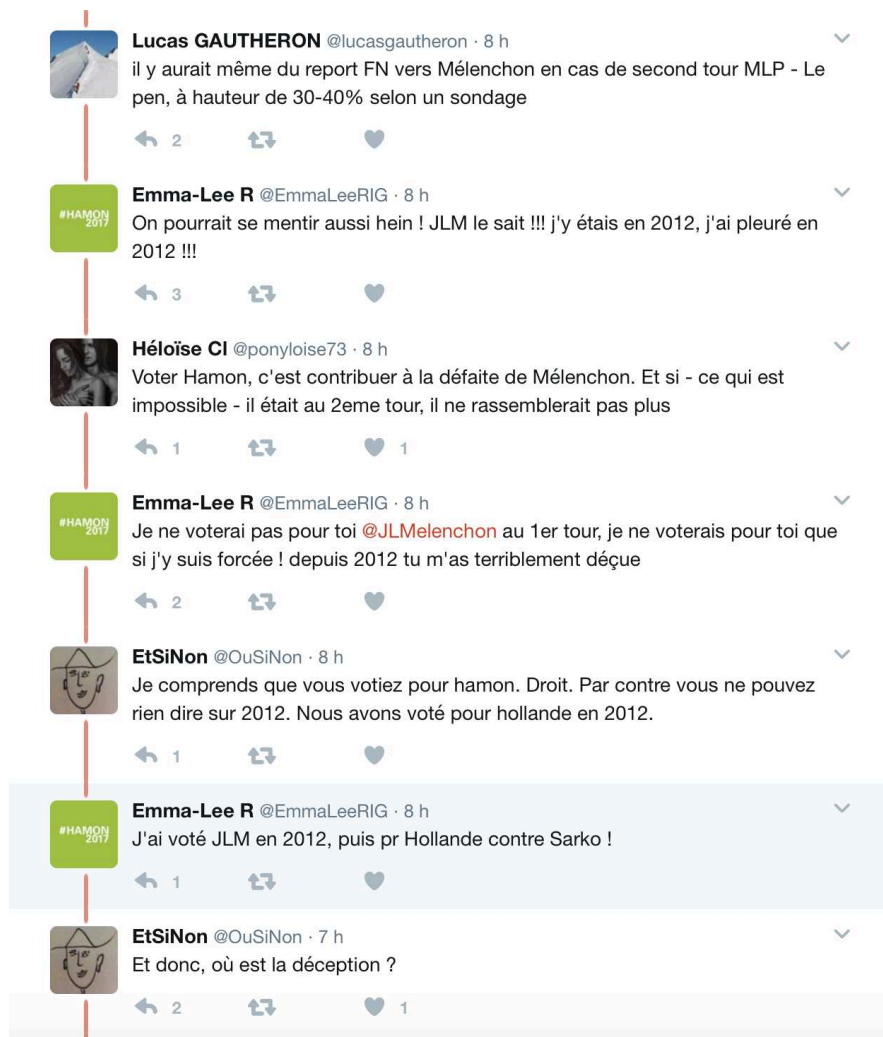 Lucas GAUTHERON @lucasgautheron · 8 h
il y aurait même du report FN vers Mélenchon en cas de second tour MLP - Le
pen, à hauteur de 30-40% selon un sondage
2
#HAMON
2017
Emma-Lee R @EmmaLeeRIG · 8 h
On pourrait se mentir aussi hein ! JLM le sait !!! j'y étais en 2012, j'ai pleuré en
2012 !!!
3
Héloïse Cl @ponyloise73 · 8 h
Voter Hamon, c'est contribuer à la défaite de Mélenchon. Et si - ce qui est
impossible - il était au 2eme tour, il ne rassemblerait pas plus
1 1
#HAMON
2017
Emma-Lee R @EmmaLeeRIG · 8 h
Je ne voterai pas pour toi @JLMelenchon au 1er tour, je ne voterais pour toi que
si j'y suis forcée ! depuis 2012 tu m'as terriblement déçue
2
EtSiNon @OuSiNon · 8 h
Je comprends que vous votiez pour hamon. Droit. Par contre vous ne pouvez
rien dire sur 2012. Nous avons voté pour hollande en 2012.
1
#HAMON
2017
Emma-Lee R @EmmaLeeRIG · 8 h
J'ai voté JLM en 2012, puis pr Hollande contre Sarko !
1
EtSiNon @OuSiNon · 7 h
Et donc, où est la déception ?
2 1